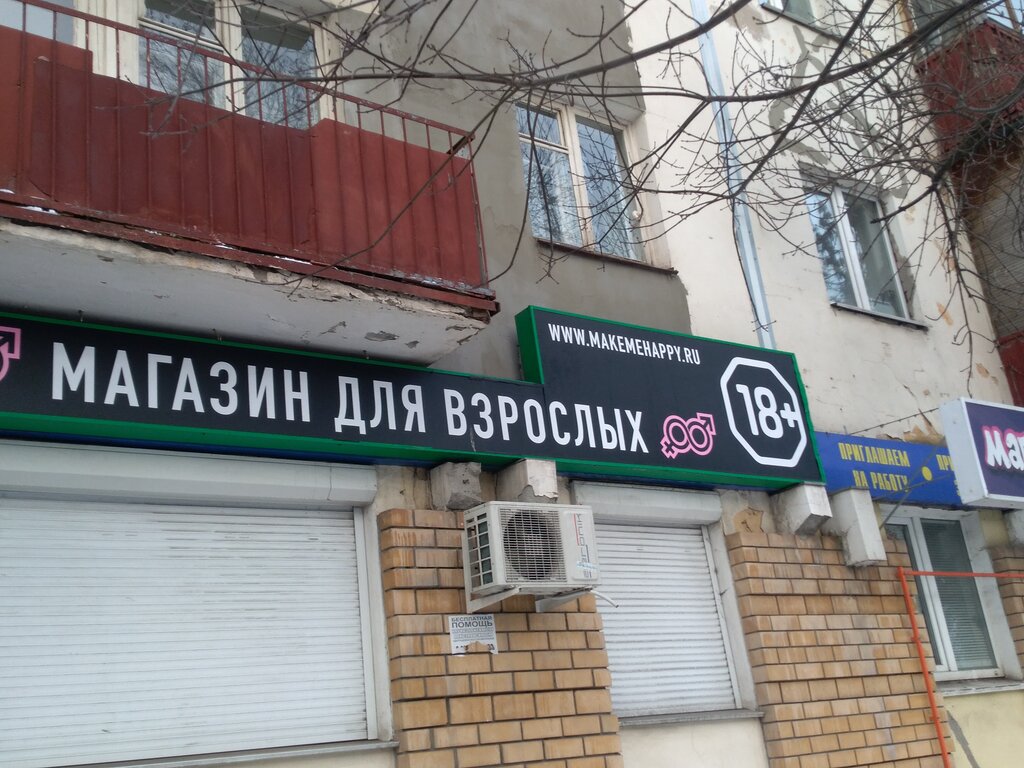 WWW.MAKEMEHAPPY.RU
МАГАЗИН ДЛЯ ВЗРОСЛЫХ
18+
ПРИГЛАШАЕМ
НА РАБОТУ
БЕСПЛАТНАЯ
ПОМОЩЬ